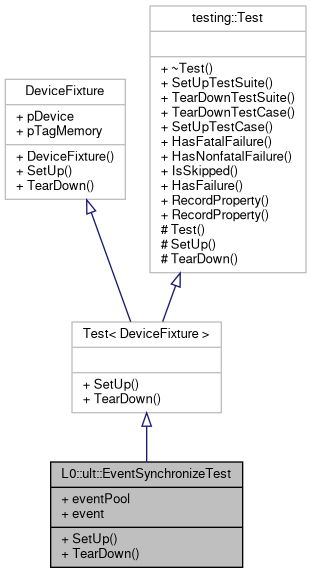 testing::Test
+ ~Test()
+ SetUpTestSuite()
+ TearDownTestSuite()
+ TearDownTestCase()
+ SetUpTestCase()
+ HasFatalFailure()
+ HasNonfatalFailure()
+ IsSkipped()
+ HasFailure()
+ RecordProperty()
+ RecordProperty()
# Test()
# SetUp()
# TearDown()
DeviceFixture
+ pDevice
+ pTagMemory
+ DeviceFixture()
+ SetUp()
+ TearDown()
Test< DeviceFixture >
+ SetUp()
+ TearDown()
L0::ult::EventSynchronizeTest
+ eventPool
+ event
+ SetUp()
+ TearDown()